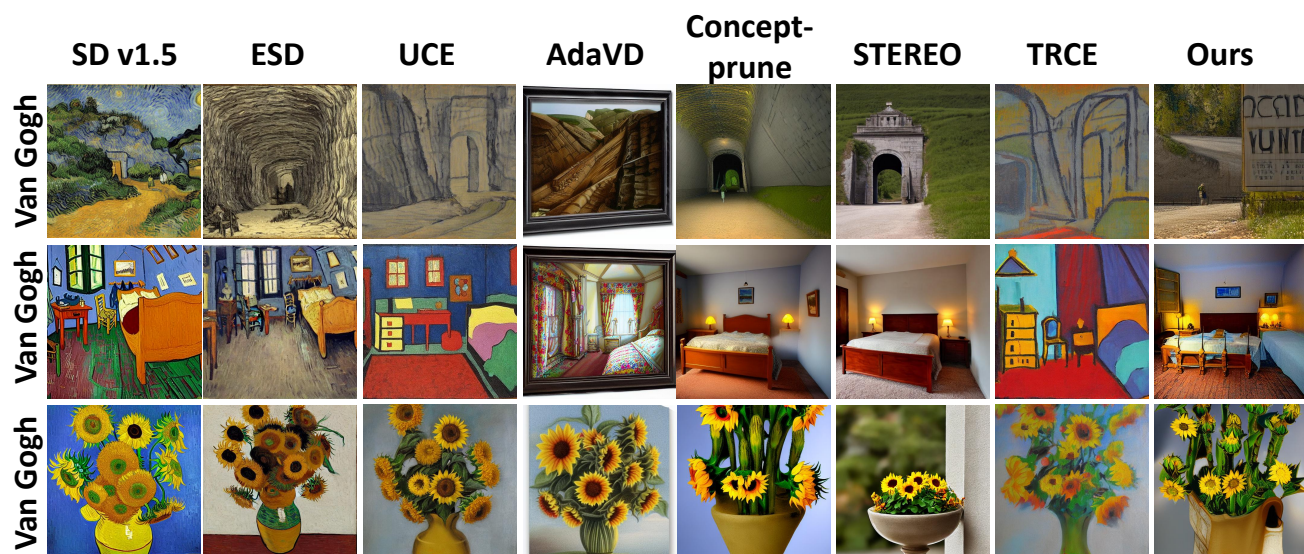 SD v1.5 ESD UCE AdaVD Concept-
prune STEREO TRCE Ours
Van Gogh
Van Gogh
Van Gogh